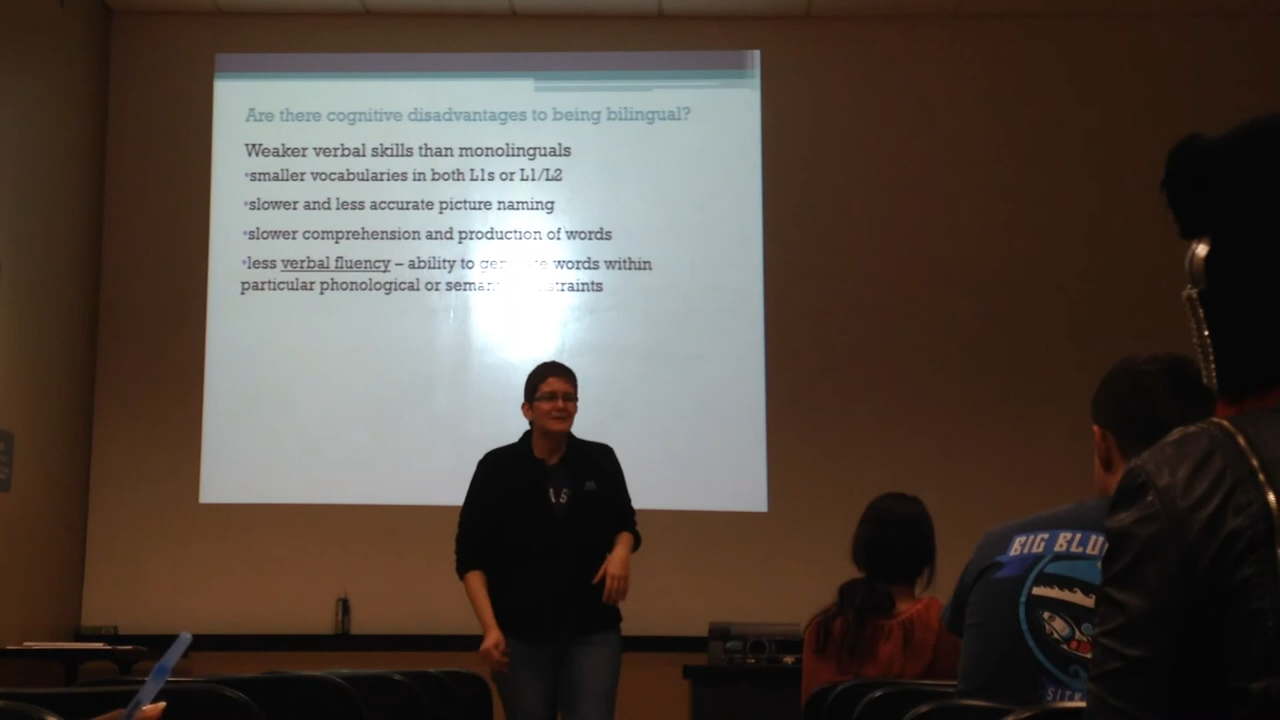 Are there cognitive disadvantages to being bilingual?
Weaker verbal skills than monolinguals
•smaller vocabularies in both L1s or L1/L2
•slower and less accurate picture naming
•slower comprehension and production of words
•less verbal fluency – ability to words within
particular phonological or
BIG